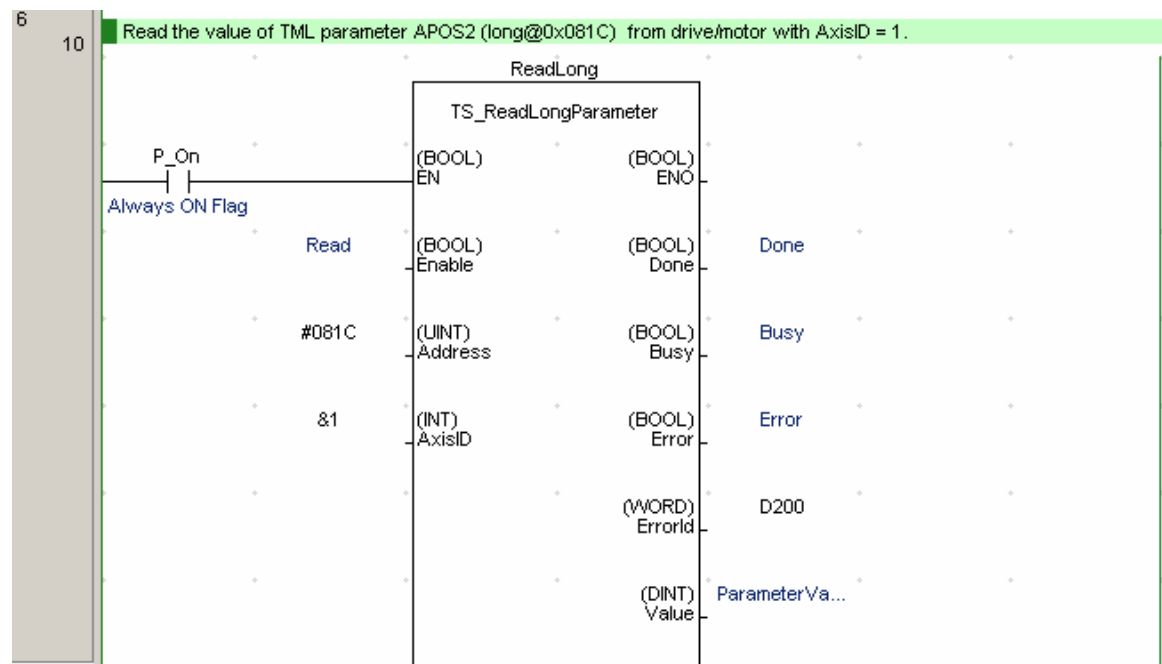 6
10
Read the value of TML parameter APOS2 (long@0x081C) from drive/motor with AxisID = 1.
ReadLong
TS_ReadLongParameter
P_On
(BOOL) (BOOL)
EN ENO
Always ON Flag
Read (BOOL) (BOOL) Done
Enable Done
#081C (UINT) (BOOL) Busy
Address Busy
&1 (INT) (BOOL) Error
AxisID Error
(WORD) D200
ErrorId
(DINT) ParameterVa...
Value